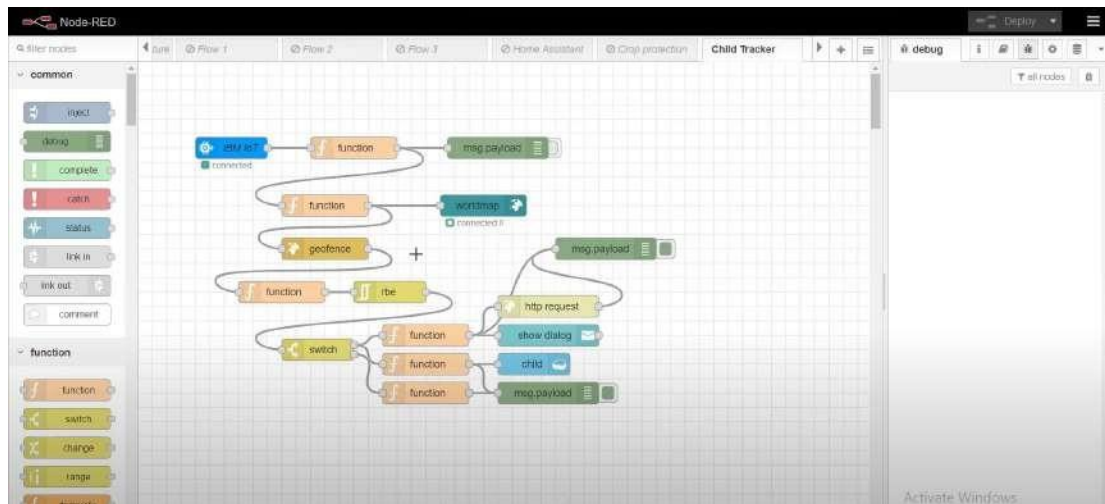 Node-RED
Deploy
filter nodes
Flow 1
Flow 2
Flow 3
Home Assistant
Crop protection
Child Tracker
debug
i
common
all nodes
inject
debug
complete
catch
status
link in
link out
comment
function
function
switch
change
range
IBM IoT
connected
function
msg.payload
function
worldmap
geofence
msg.payload
function
rbe
http request
switch
function
show dialog
function
child
function
msg.payload
Activate Windows